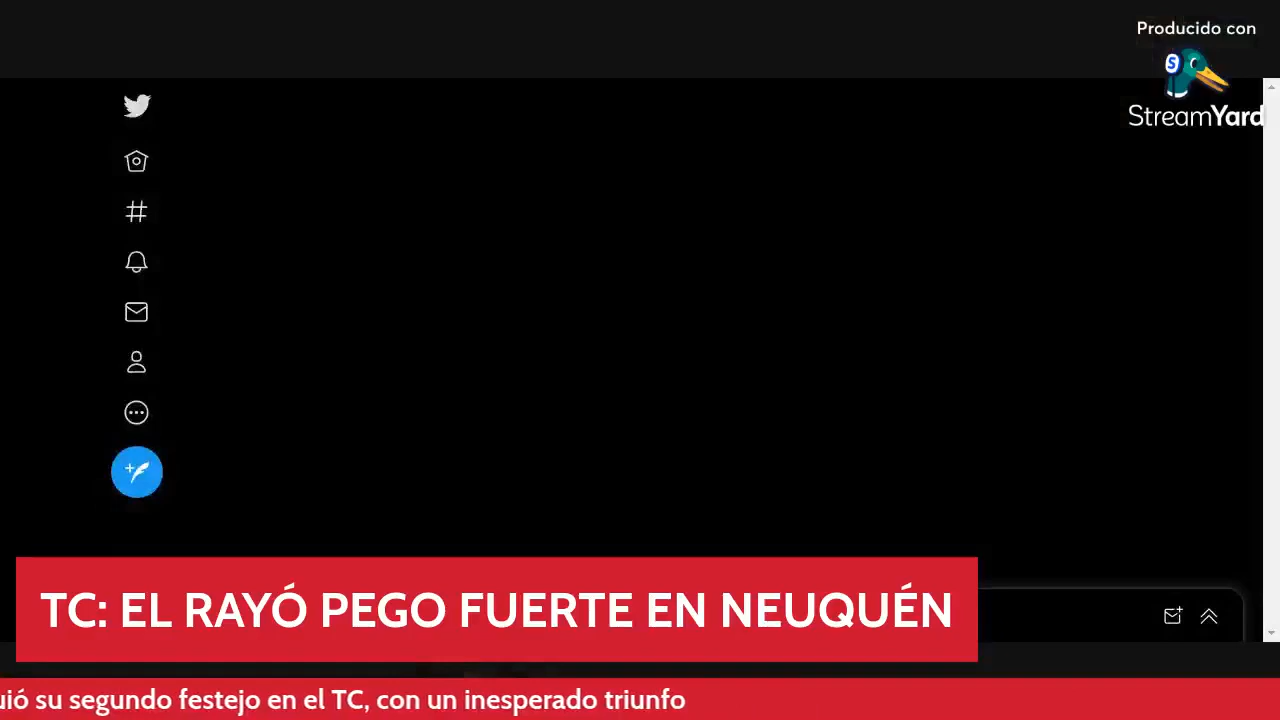 Producido con
StreamYard
TC: EL RAYÓ PEGO FUERTE EN NEUQUÉN
su segundo festejo en el TC, con un inesperado triunfo